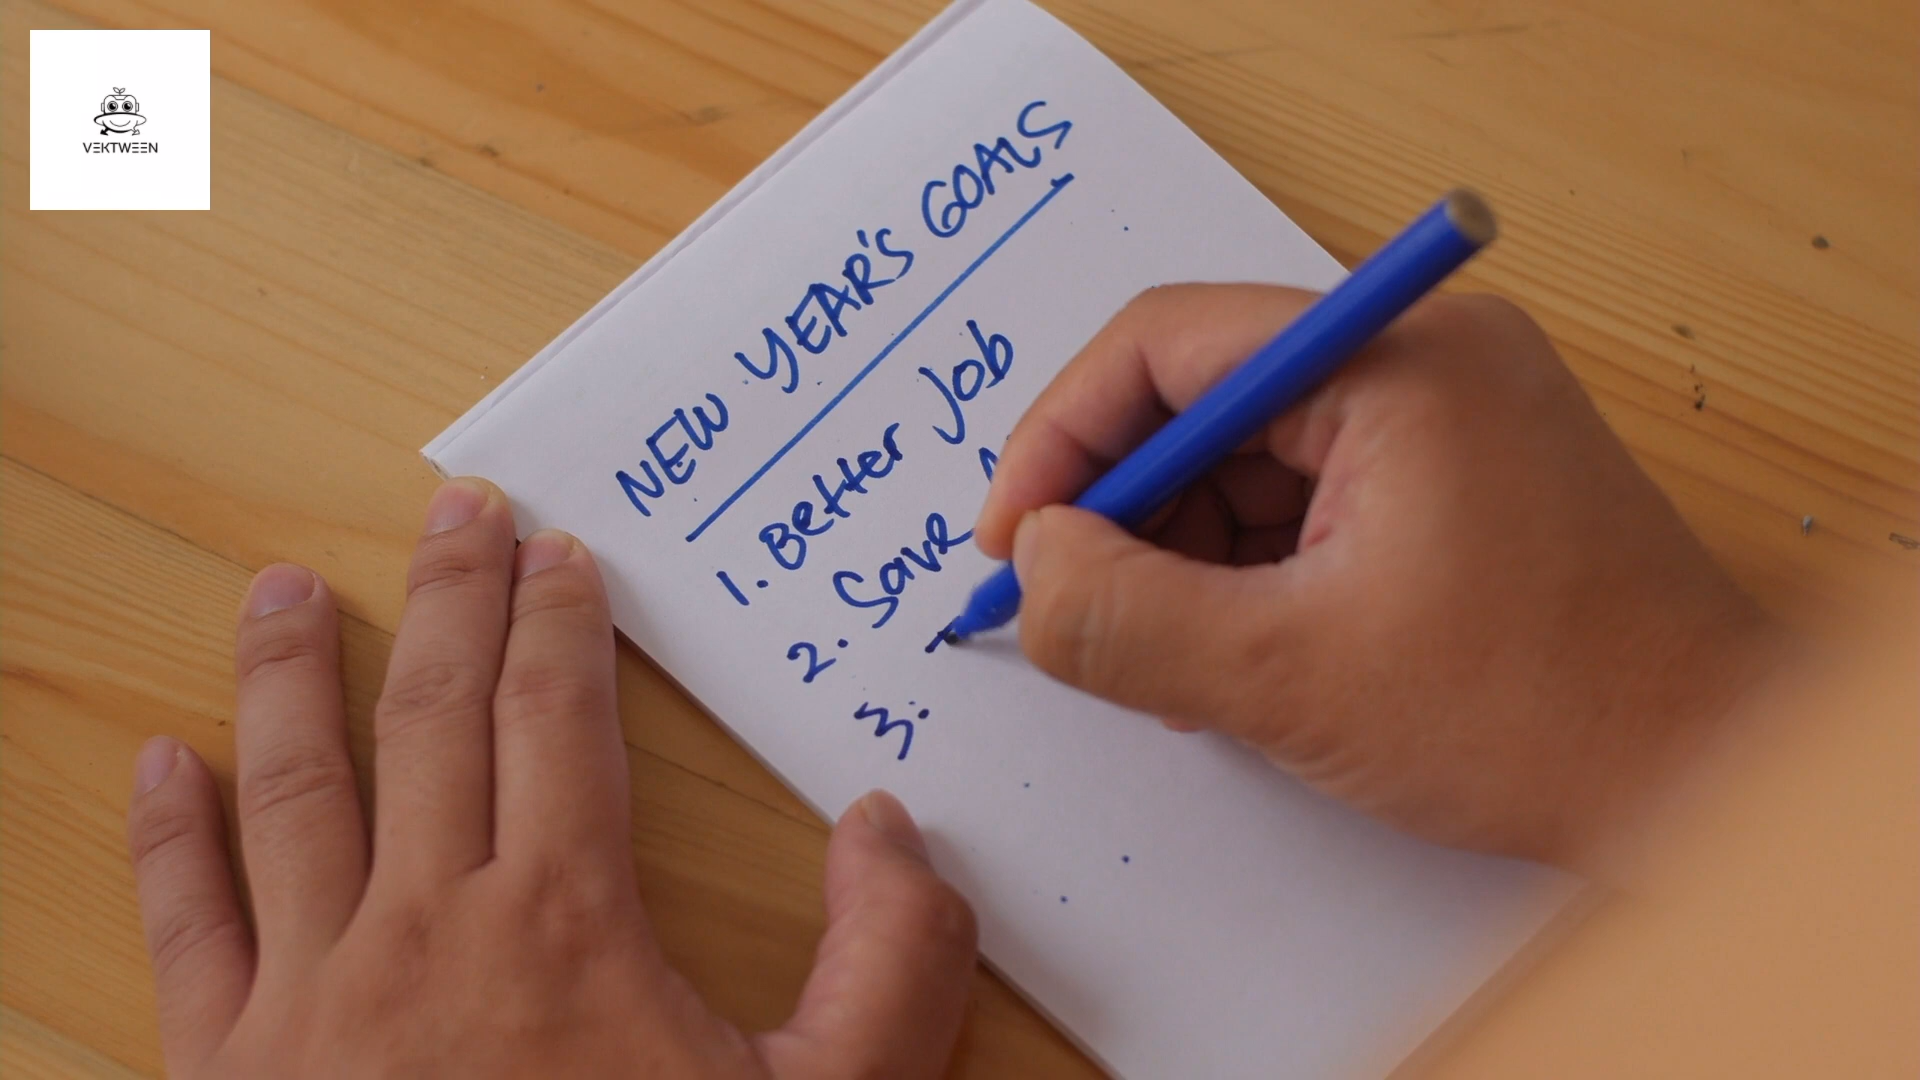 VEKTWEEN
NEW YEAR'S GOALS
1. Better Job
2. Save
3.